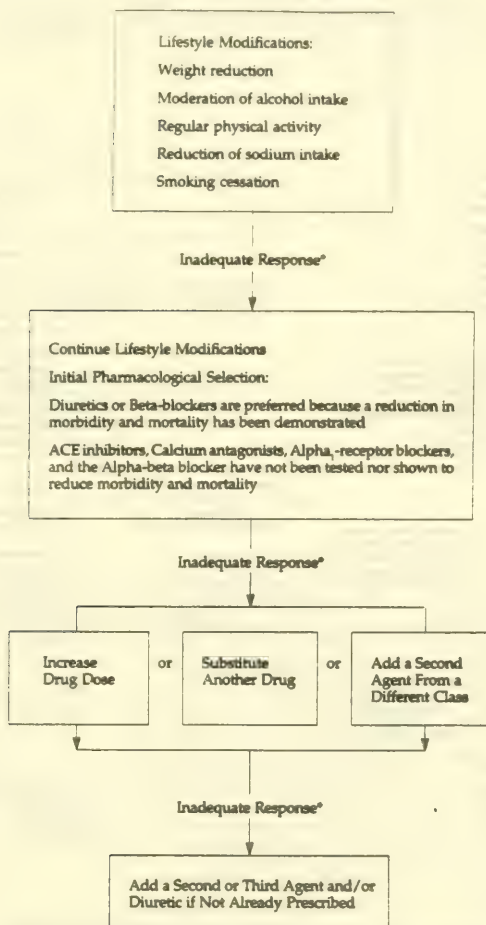 Lifestyle Modifications:
Weight reduction
Moderation of alcohol intake
Regular physical activity
Reduction of sodium intake
Smoking cessation
Inadequate Response*
Continue Lifestyle Modifications
Initial Pharmacological Selection:
Diuretics or Beta-blockers are preferred because a reduction in
morbidity and mortality has been demonstrated
ACE inhibitors, Calcium antagonists, Alpha₁-receptor blockers,
and the Alpha-beta blocker have not been tested nor shown to
reduce morbidity and mortality
Inadequate Response*
Increase
Drug Dose
or
Substitute
Another Drug
or
Add a Second
Agent From a
Different Class
Inadequate Response*
Add a Second or Third Agent and/or
Diuretic if Not Already Prescribed